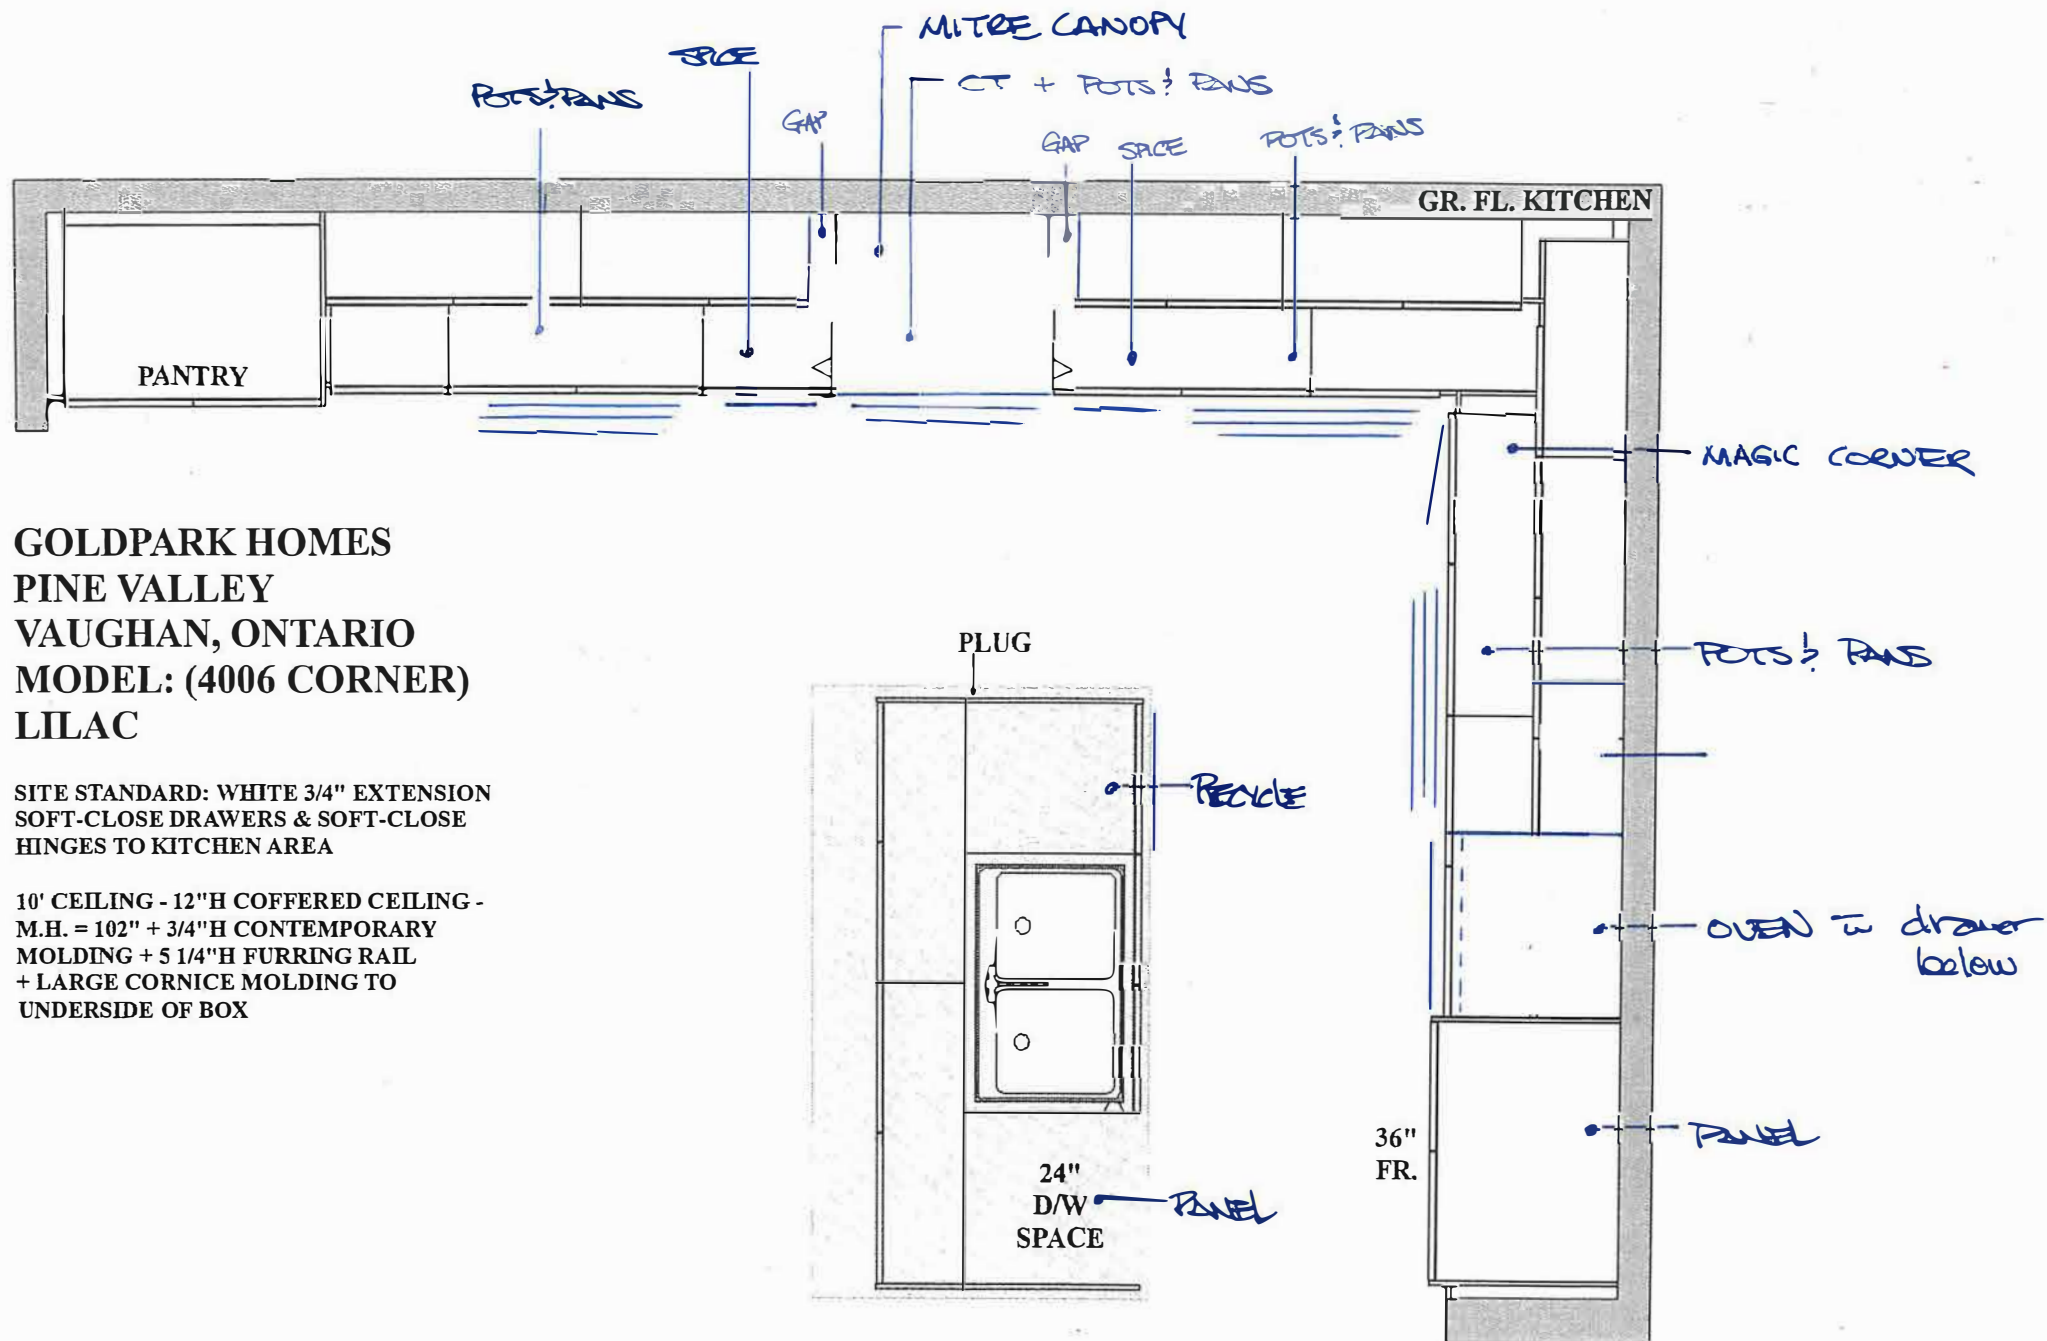 MITRE CANOPY
SPICE
CT + POTS & PANS
POTS & PANS
GAP
GAP
SPICE
POTS & PANS
GR. FL. KITCHEN
PANTRY
MAGIC CORNER
GOLDPARK HOMES
PINE VALLEY
VAUGHAN, ONTARIO
MODEL: (4006 CORNER)
LILAC
PLUG
POTS & PANS
SITE STANDARD: WHITE 3/4" EXTENSION
SOFT-CLOSE DRAWERS & SOFT-CLOSE
HINGES TO KITCHEN AREA
RECYCLE
10' CEILING - 12"H COFFERED CEILING -
M.H. = 102" + 3/4"H CONTEMPORARY
MOLDING + 5 1/4"H FURRING RAIL
+ LARGE CORNICE MOLDING TO
UNDERSIDE OF BOX
OVEN w drawer
below
36"
FR.
PANEL
24"
D/W
SPACE
PANEL